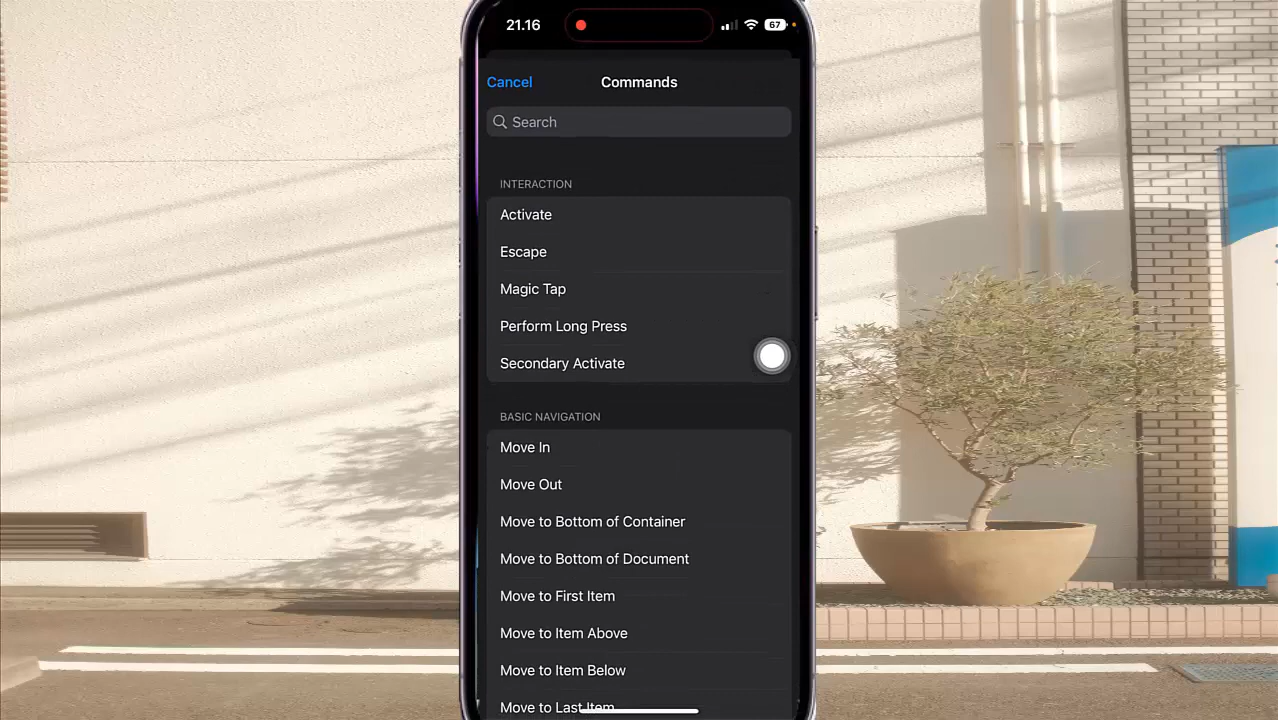 21.16
67
Cancel
Commands
Search
INTERACTION
Activate
Escape
Magic Tap
Perform Long Press
Secondary Activate
BASIC NAVIGATION
Move In
Move Out
Move to Bottom of Container
Move to Bottom of Document
Move to First Item
Move to Item Above
Move to Item Below
Move to Last Item